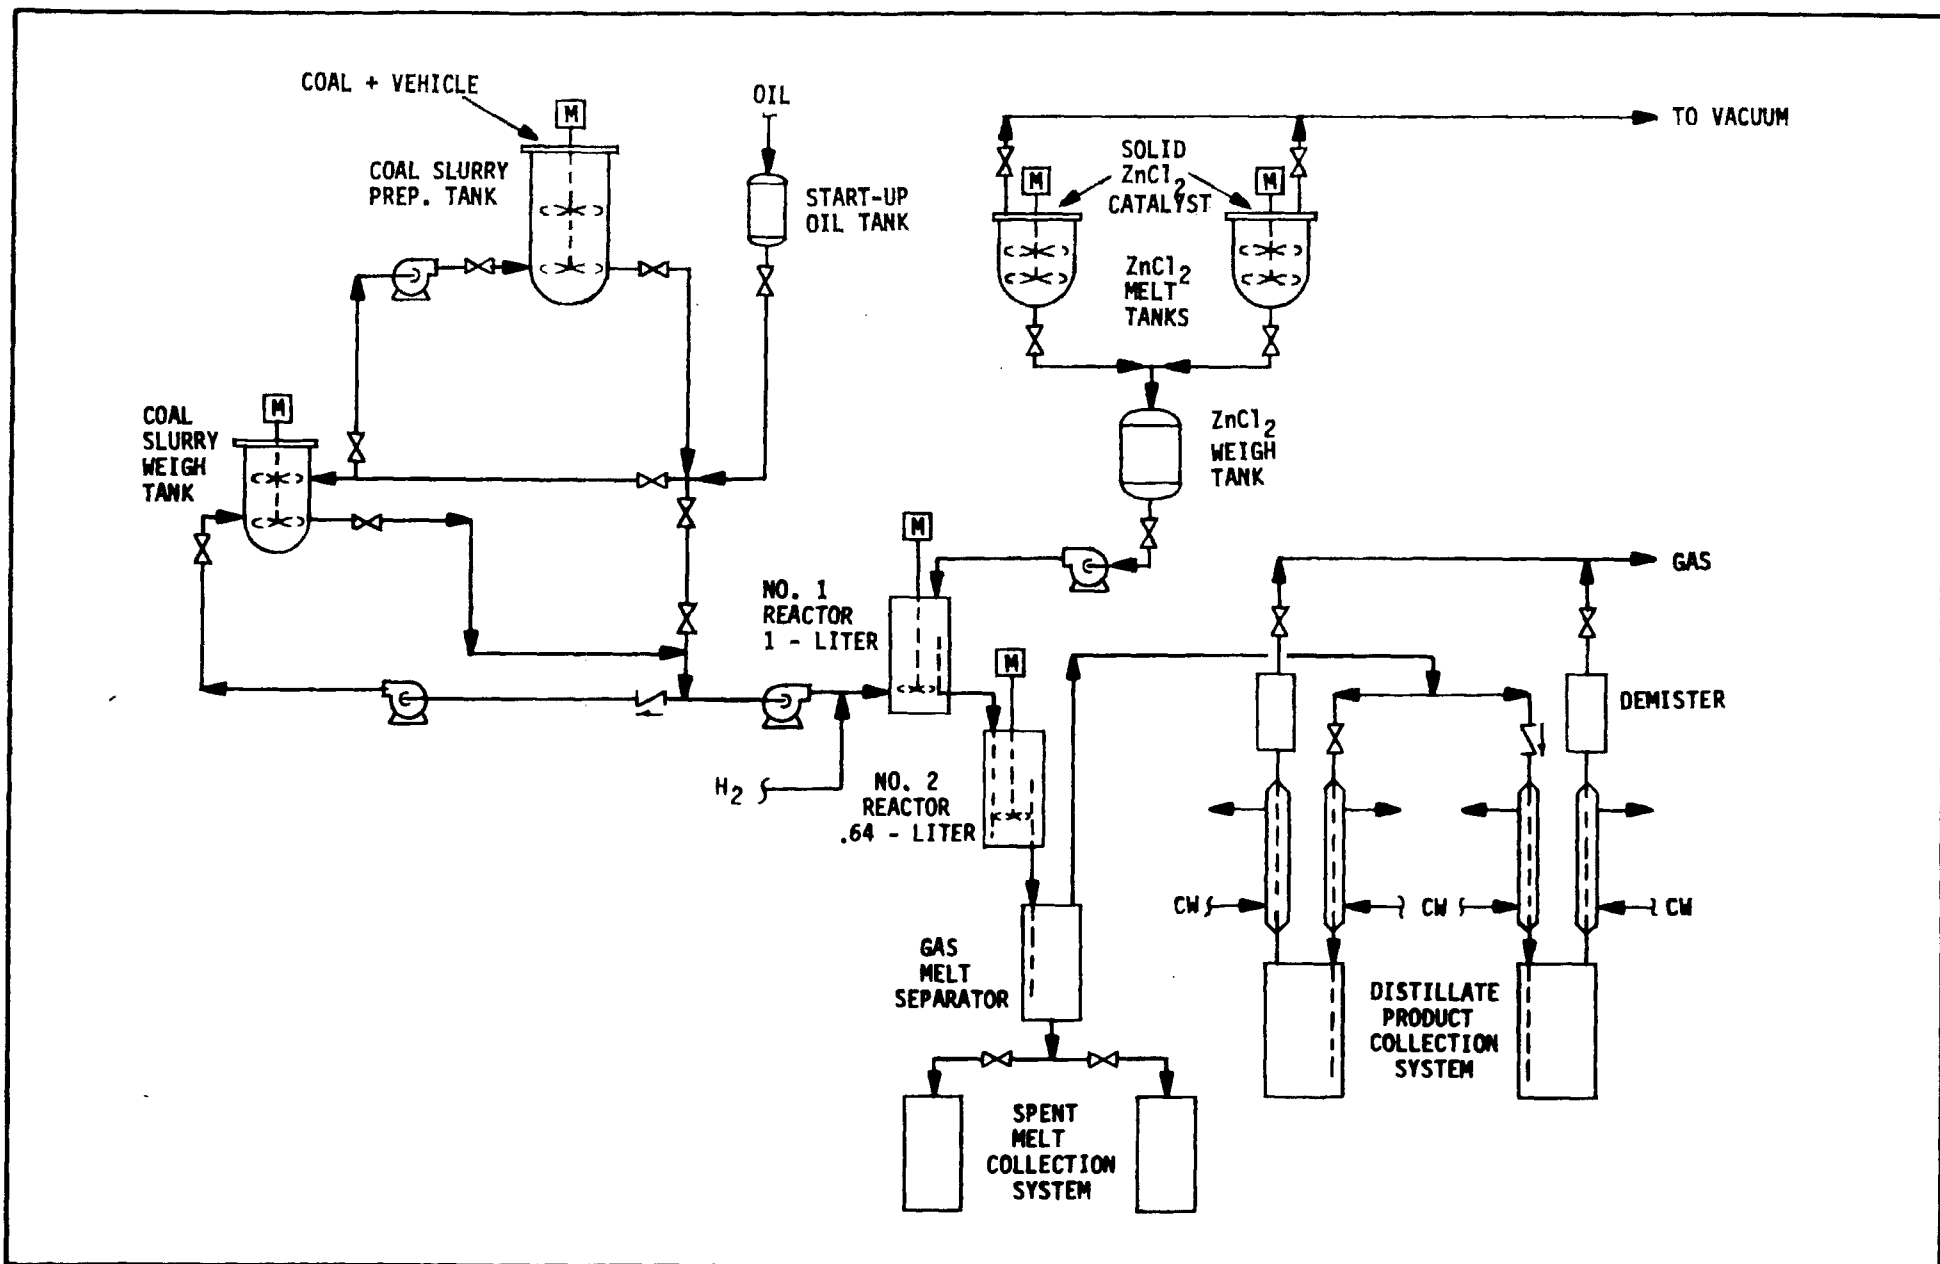 COAL + VEHICLE
M
COAL SLURRY
PREP. TANK
OIL
START-UP
OIL TANK
TO VACUUM
M
SOLID
ZnCl2
CATALYST
M
ZnCl2
MELT
TANKS
COAL
SLURRY
WEIGH
TANK
M
ZnCl2
WEIGH
TANK
M
GAS
NO. 1
REACTOR
1 - LITER
M
DEMISTER
H2
NO. 2
REACTOR
.64 - LITER
CW
CW
CW
GAS
MELT
SEPARATOR
DISTILLATE
PRODUCT
COLLECTION
SYSTEM
SPENT
MELT
COLLECTION
SYSTEM